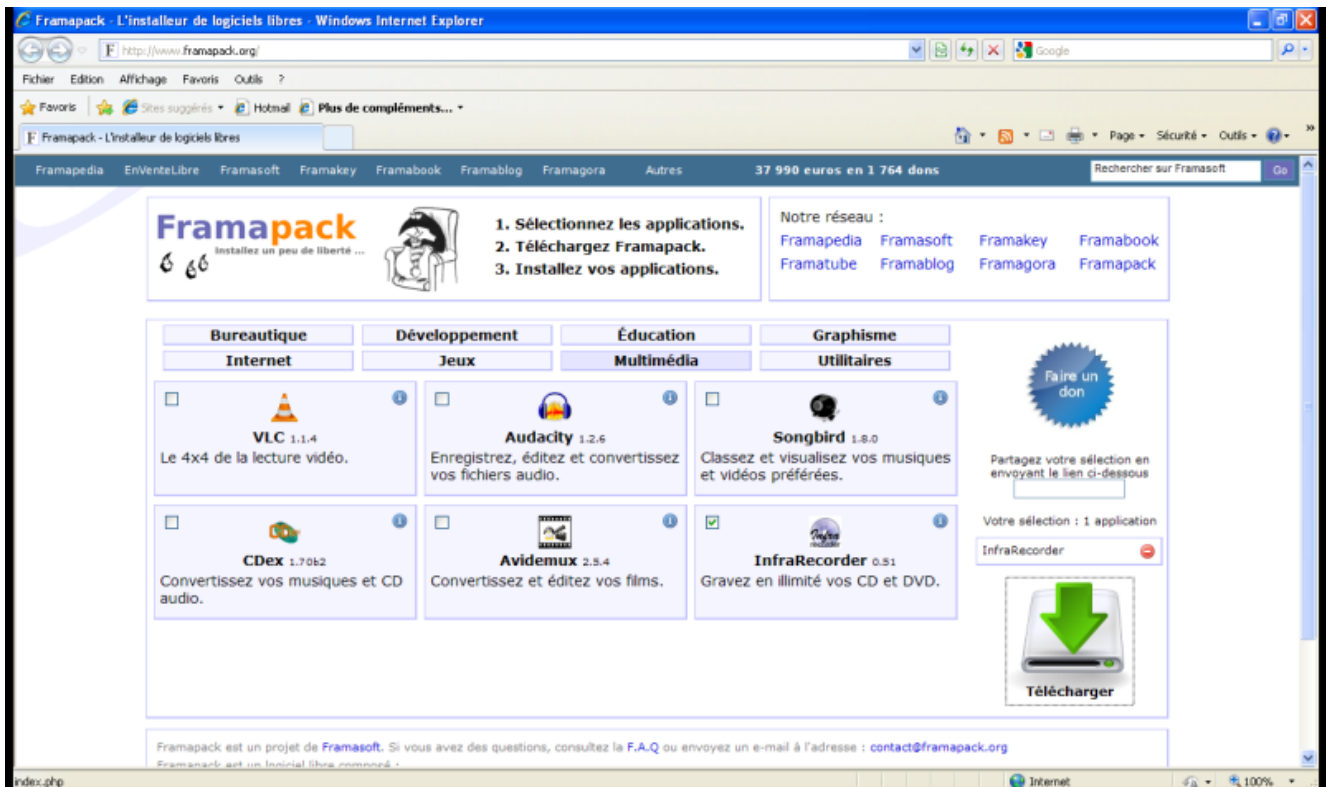 Framapack - L'installeur de logiciels libres - Windows Internet Explorer
http://www.framapack.org/
Google
Fichier Edition Affichage Favoris Outils ?
Favoris Sites suggérés Hotmail Plus de compléments...
Framapack - L'installeur de logiciels libres
Page Sécurité Outils
Framapedia EnVenteLibre Framasoft Framakey Framabook Framablog Framagora Autres 37 990 euros en 1 764 dons Rechercher sur Framasoft Go
Framapack
Installez un peu de liberté ...
1. Sélectionnez les applications.
2. Téléchargez Framapack.
3. Installez vos applications.
Notre réseau :
Framapedia Framasoft Framakey Framabook
Framatube Framablog Framagora Framapack
Bureautique Développement Éducation Graphisme
Internet Jeux Multimédia Utilitaires
VLC 1.1.4
Le 4x4 de la lecture vidéo.
Audacity 1.2.6
Enregistrez, éditez et convertissez
vos fichiers audio.
Songbird 1.8.0
Classez et visualisez vos musiques
et vidéos préférées.
CDex 1.70b2
Convertissez vos musiques et CD
audio.
Avidemux 2.5.4
Convertissez et éditez vos films.
Infra
recorder
InfraRecorder 0.51
Gravez en illimité vos CD et DVD.
Faire un
don
Partagez votre sélection en
envoyant le lien ci-dessous
Votre sélection : 1 application
InfraRecorder
Télécharger
Framapack est un projet de Framasoft. Si vous avez des questions, consultez la F.A.Q ou envoyez un e-mail à l'adresse : contact@framapack.org
Framapack est un logiciel libre composé :
index.php
Internet
100%